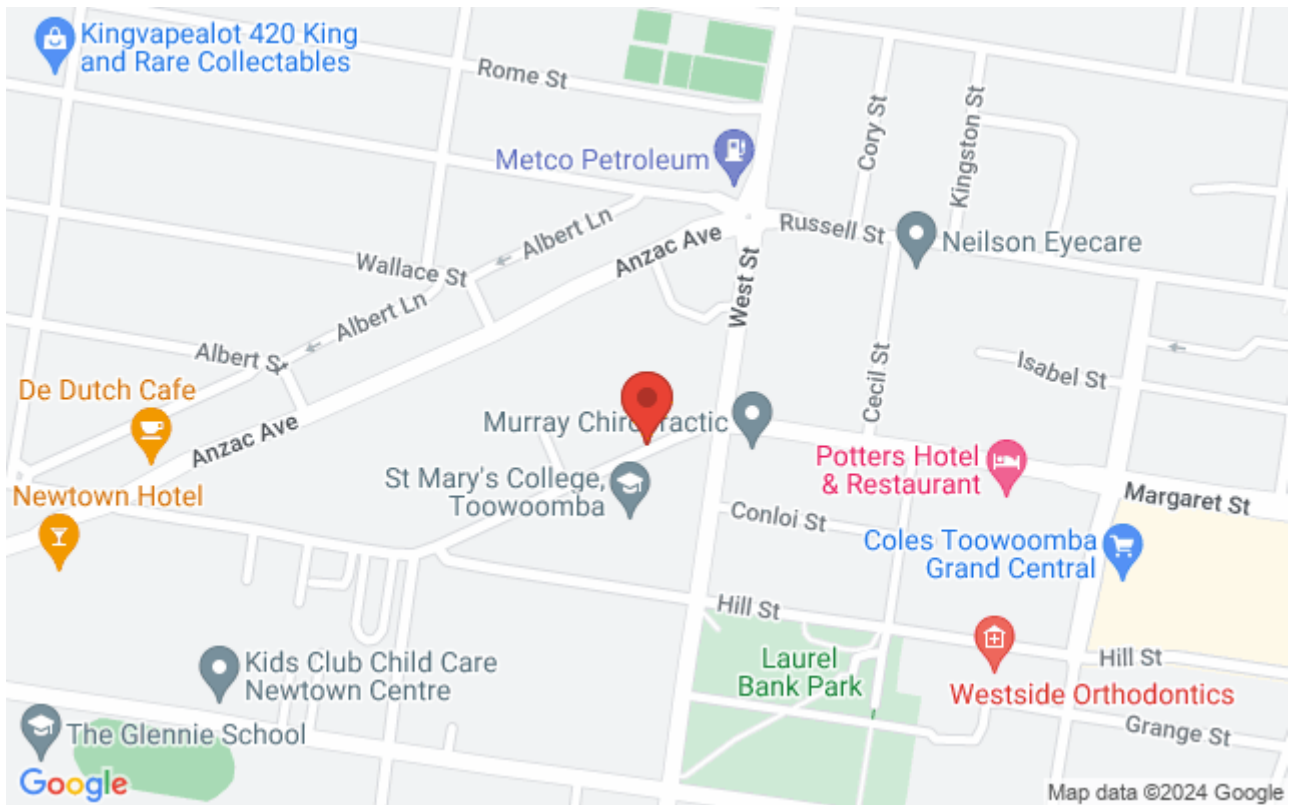 Kingvapealot 420 King
and Rare Collectables
Rome St
Cory St
Kingston St
Metco Petroleum
Albert Ln
Anzac Ave
Russell St
Neilson Eyecare
Wallace St
West St
Albert Ln
Albert St
Isabel St
Cecil St
De Dutch Cafe
Anzac Ave
Murray Chiropractic
St Mary's College,
Toowoomba
Potters Hotel
& Restaurant
Newtown Hotel
Margaret St
Conloi St
Coles Toowoomba
Grand Central
Hill St
Laurel
Bank Park
Hill St
Kids Club Child Care
Newtown Centre
Westside Orthodontics
The Glennie School
Grange St
Google
Map data ©2024 Google